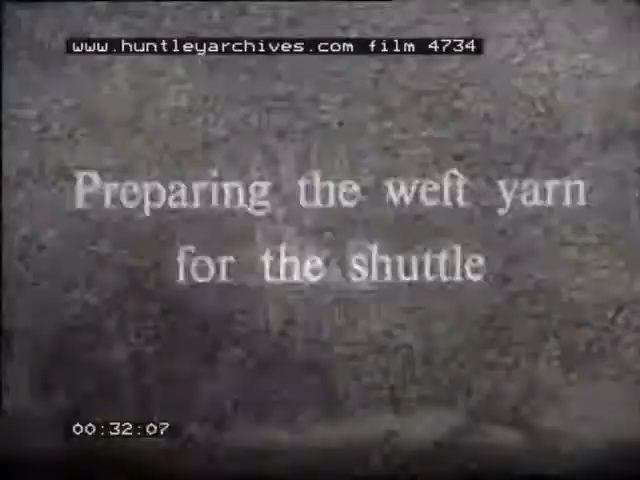 www.huntleyarchives.com film 4734
Preparing the weft yarn
for the shuttle
00:32:07